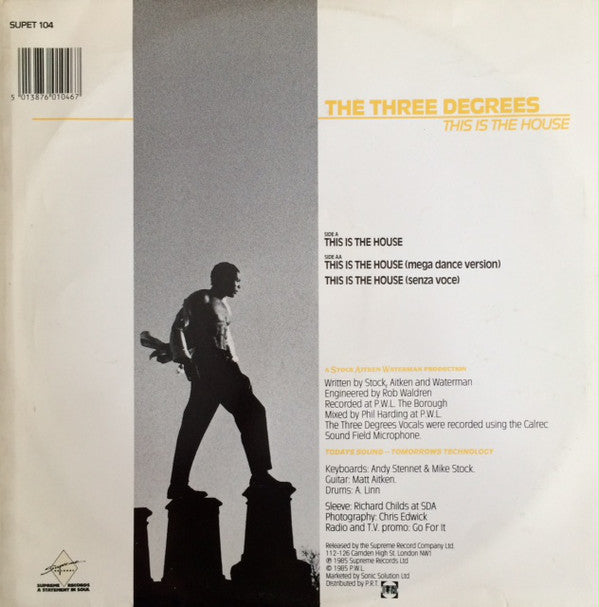 SUPET 104
5 013876 010467
THE THREE DEGREES
THIS IS THE HOUSE
SIDE A
THIS IS THE HOUSE
SIDE AA
THIS IS THE HOUSE (mega dance version)
THIS IS THE HOUSE (senza voce)
A STOCK AITKEN WATERMAN PRODUCTION
Written by Stock, Aitken and Waterman
Engineered by Rob Waldren
Recorded at P.W.L. The Borough
Mixed by Phil Harding at P.W.L.
The Three Degrees Vocals were recorded using the Calrec
Sound Field Microphone.
TODAYS SOUND – TOMORROWS TECHNOLOGY
Keyboards: Andy Stennet & Mike Stock.
Guitar: Matt Aitken.
Drums: A. Linn
Sleeve: Richard Childs at SDA
Photography: Chris Edwick
Radio and T.V. promo: Go For It
Released by the Supreme Record Company Ltd.
112-126 Camden High St. London NW1
℗ 1985 Supreme Records Ltd
© 1985 P.W.L.
Marketed by Sonic Solution Ltd
Distributed by P.R.T.
Supreme
SUPREME RECORDS
A STATEMENT IN SOUL